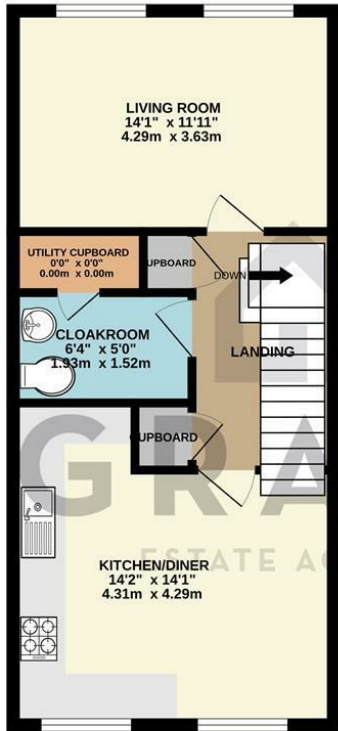 LIVING ROOM
14'1" x 11'11"
4.29m x 3.63m
UTILITY CUPBOARD
0'0" x 0'0"
0.00m x 0.00m
UPBOARD
DOWN
CLOAKROOM
6'4" x 5'0"
1.93m x 1.52m
LANDING
CUPBOARD
GRA
ESTATE AG
KITCHEN/DINER
14'2" x 14'1"
4.31m x 4.29m